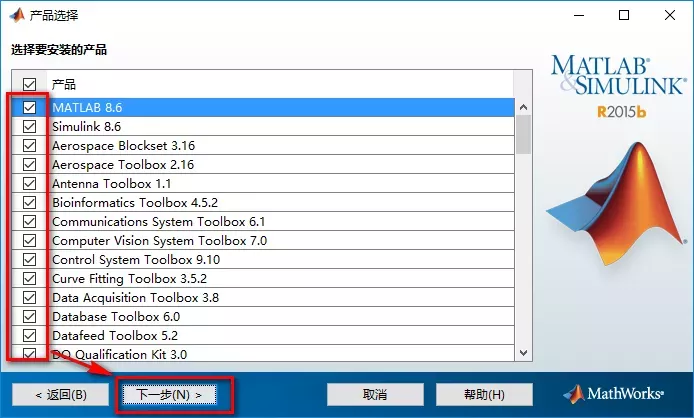 产品选择
选择要安装的产品
产品
MATLAB 8.6
Simulink 8.6
Aerospace Blockset 3.16
Aerospace Toolbox 2.16
Antenna Toolbox 1.1
Bioinformatics Toolbox 4.5.2
Communications System Toolbox 6.1
Computer Vision System Toolbox 7.0
Control System Toolbox 9.10
Curve Fitting Toolbox 3.5.2
Data Acquisition Toolbox 3.8
Database Toolbox 6.0
Datafeed Toolbox 5.2
DO Qualification Kit 3.0
MATLAB®
&SIMULINK®
R2015b
< 返回(B)
下一步(N) >
取消
帮助(H)
MathWorks